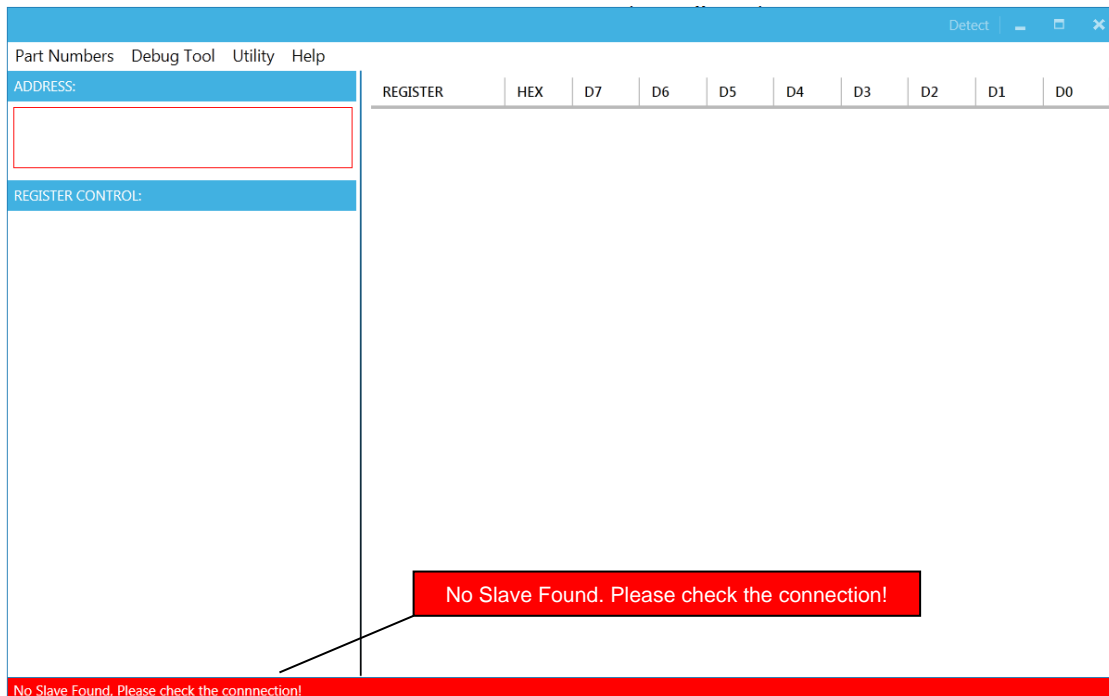 Detect
Part Numbers Debug Tool Utility Help
ADDRESS:
REGISTER HEX D7 D6 D5 D4 D3 D2 D1 D0
REGISTER CONTROL:
No Slave Found. Please check the connection!
No Slave Found. Please check the connnection!